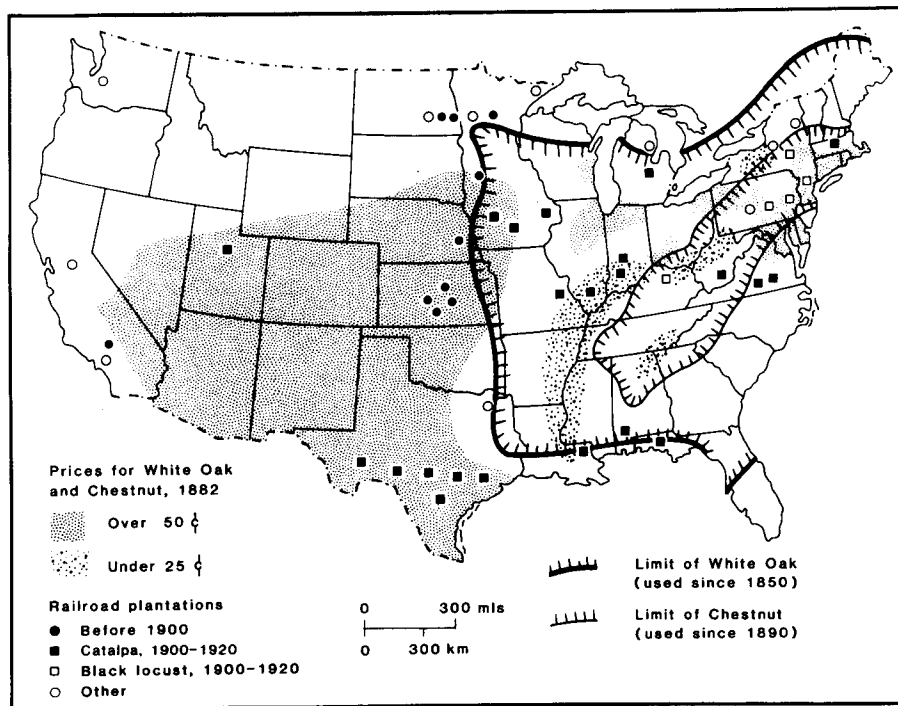 Prices for White Oak
and Chestnut, 1882
Over 50 ¢
Under 25 ¢
Railroad plantations
Before 1900
Catalpa, 1900-1920
Black locust, 1900-1920
Other
0 300 mls
0 300 km
Limit of White Oak
(used since 1850)
Limit of Chestnut
(used since 1890)